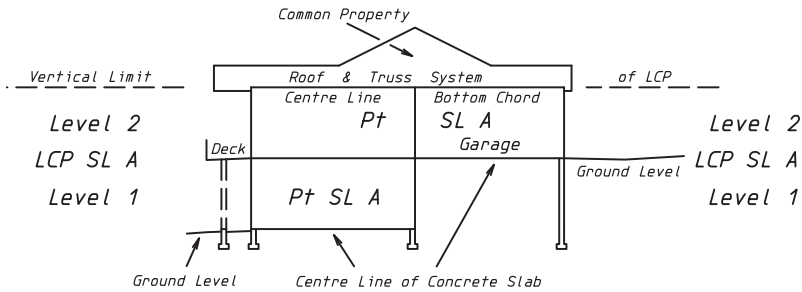 Common Property
Vertical Limit
Roof & Truss System
of LCP
Centre Line
Bottom Chord
Level 2
Pt SL A
Level 2
Deck
Garage
LCP SL A
LCP SL A
Ground Level
Level 1
Pt SL A
Level 1
Ground Level
Centre Line of Concrete Slab